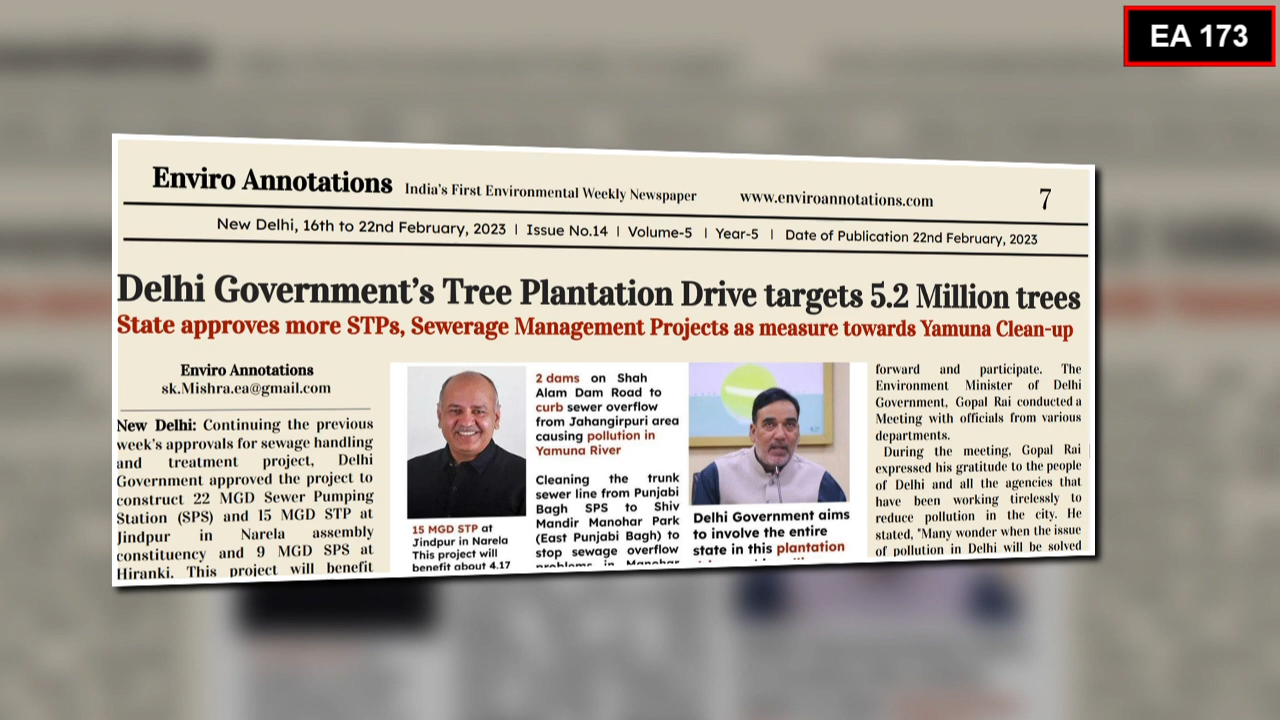 EA 173
Enviro Annotations India's First Environmental Weekly Newspaper www.enviroannotations.com 7
New Delhi, 16th to 22nd February, 2023 | Issue No.14 | Volume-5 | Year-5 | Date of Publication 22nd February, 2023
Delhi Government's Tree Plantation Drive targets 5.2 Million trees
State approves more STPs, Sewerage Management Projects as measure towards Yamuna Clean-up
Enviro Annotations
sk.Mishra.ea@gmail.com
New Delhi: Continuing the previous
week's approvals for sewage handling
and treatment project, Delhi
Government approved the project to
construct 22 MGD Sewer Pumping
Station (SPS) and 15 MGD STP at
Jindpur in Narela assembly
constituency and 9 MGD SPS at
Hiranki. This project will benefit
15 MGD STP at
Jindpur in Narela
This project will
benefit about 4.17
2 dams on Shah
Alam Dam Road to
curb sewer overflow
from Jahangirpuri area
causing pollution in
Yamuna River
Cleaning the trunk
sewer line from Punjabi
Bagh SPS to Shiv
Mandir Manohar Park
(East Punjabi Bagh) to
stop sewage overflow
problems in Manohar
Delhi Government aims
to involve the entire
state in this plantation
forward and participate. The
Environment Minister of Delhi
Government, Gopal Rai conducted a
Meeting with officials from various
departments.
During the meeting, Gopal Rai
expressed his gratitude to the people
of Delhi and all the agencies that
have been working tirelessly to
reduce pollution in the city. He
stated, "Many wonder when the issue
of pollution in Delhi will be solved